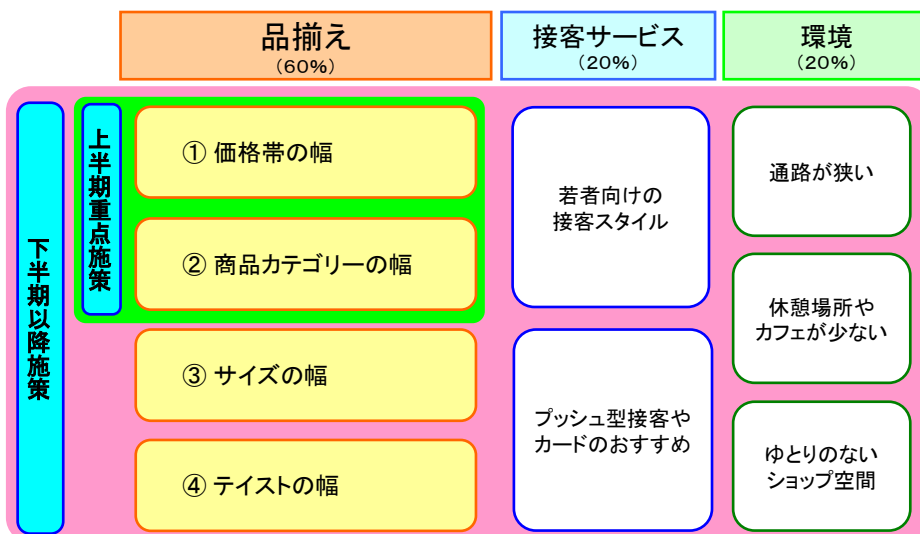 品揃え
(60%)
接客サービス
(20%)
環境
(20%)
下半期以降施策
上半期重点施策
① 価格帯の幅
② 商品カテゴリーの幅
③ サイズの幅
④ テイストの幅
若者向けの
接客スタイル
プッシュ型接客や
カードのおすすめ
通路が狭い
休憩場所や
カフェが少ない
ゆとりのない
ショップ空間